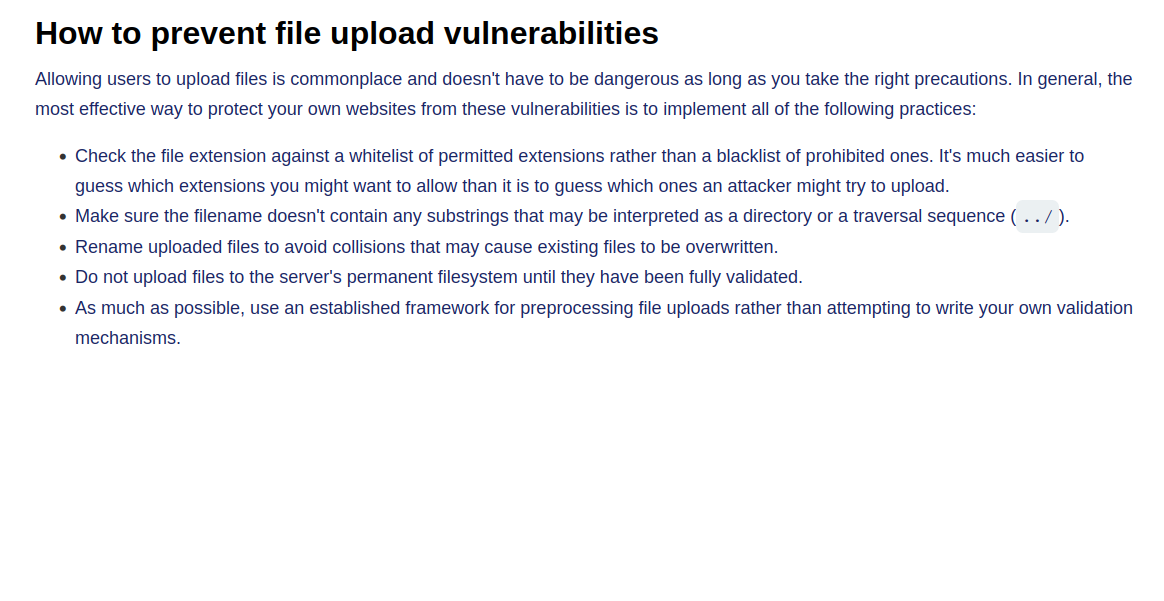 How to prevent file upload vulnerabilities
Allowing users to upload files is commonplace and doesn't have to be dangerous as long as you take the right precautions. In general, the
most effective way to protect your own websites from these vulnerabilities is to implement all of the following practices:
• Check the file extension against a whitelist of permitted extensions rather than a blacklist of prohibited ones. It's much easier to
guess which extensions you might want to allow than it is to guess which ones an attacker might try to upload.
• Make sure the filename doesn't contain any substrings that may be interpreted as a directory or a traversal sequence ( ../ ).
• Rename uploaded files to avoid collisions that may cause existing files to be overwritten.
• Do not upload files to the server's permanent filesystem until they have been fully validated.
• As much as possible, use an established framework for preprocessing file uploads rather than attempting to write your own validation
mechanisms.